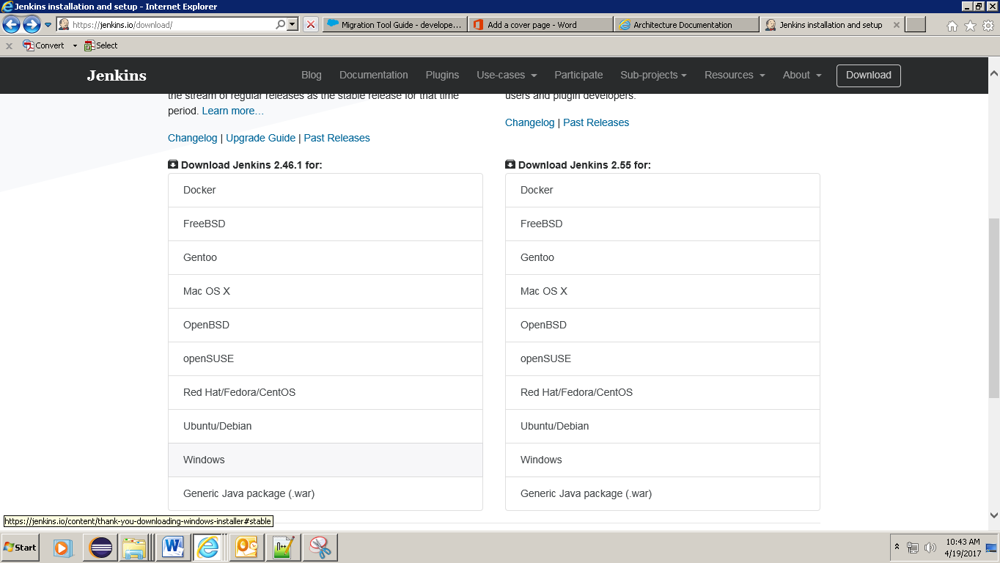 Jenkins installation and setup - Internet Explorer
https://jenkins.io/download/
Migration Tool Guide - develope...
Add a cover page - Word
Architecture Documentation
Jenkins installation and setup
Convert
Select
Jenkins
Blog
Documentation
Plugins
Use-cases
Participate
Sub-projects
Resources
About
Download
the stream of regular releases as the stable release for that time
period. Learn more…
Changelog | Upgrade Guide | Past Releases
users and plugin developers.
Changelog | Past Releases
Download Jenkins 2.46.1 for:
Docker
FreeBSD
Gentoo
Mac OS X
OpenBSD
openSUSE
Red Hat/Fedora/CentOS
Ubuntu/Debian
Windows
Generic Java package (.war)
Download Jenkins 2.55 for:
Docker
FreeBSD
Gentoo
Mac OS X
OpenBSD
openSUSE
Red Hat/Fedora/CentOS
Ubuntu/Debian
Windows
Generic Java package (.war)
https://jenkins.io/content/thank-you-downloading-windows-installer#stable
Start
10:43 AM
4/19/2017